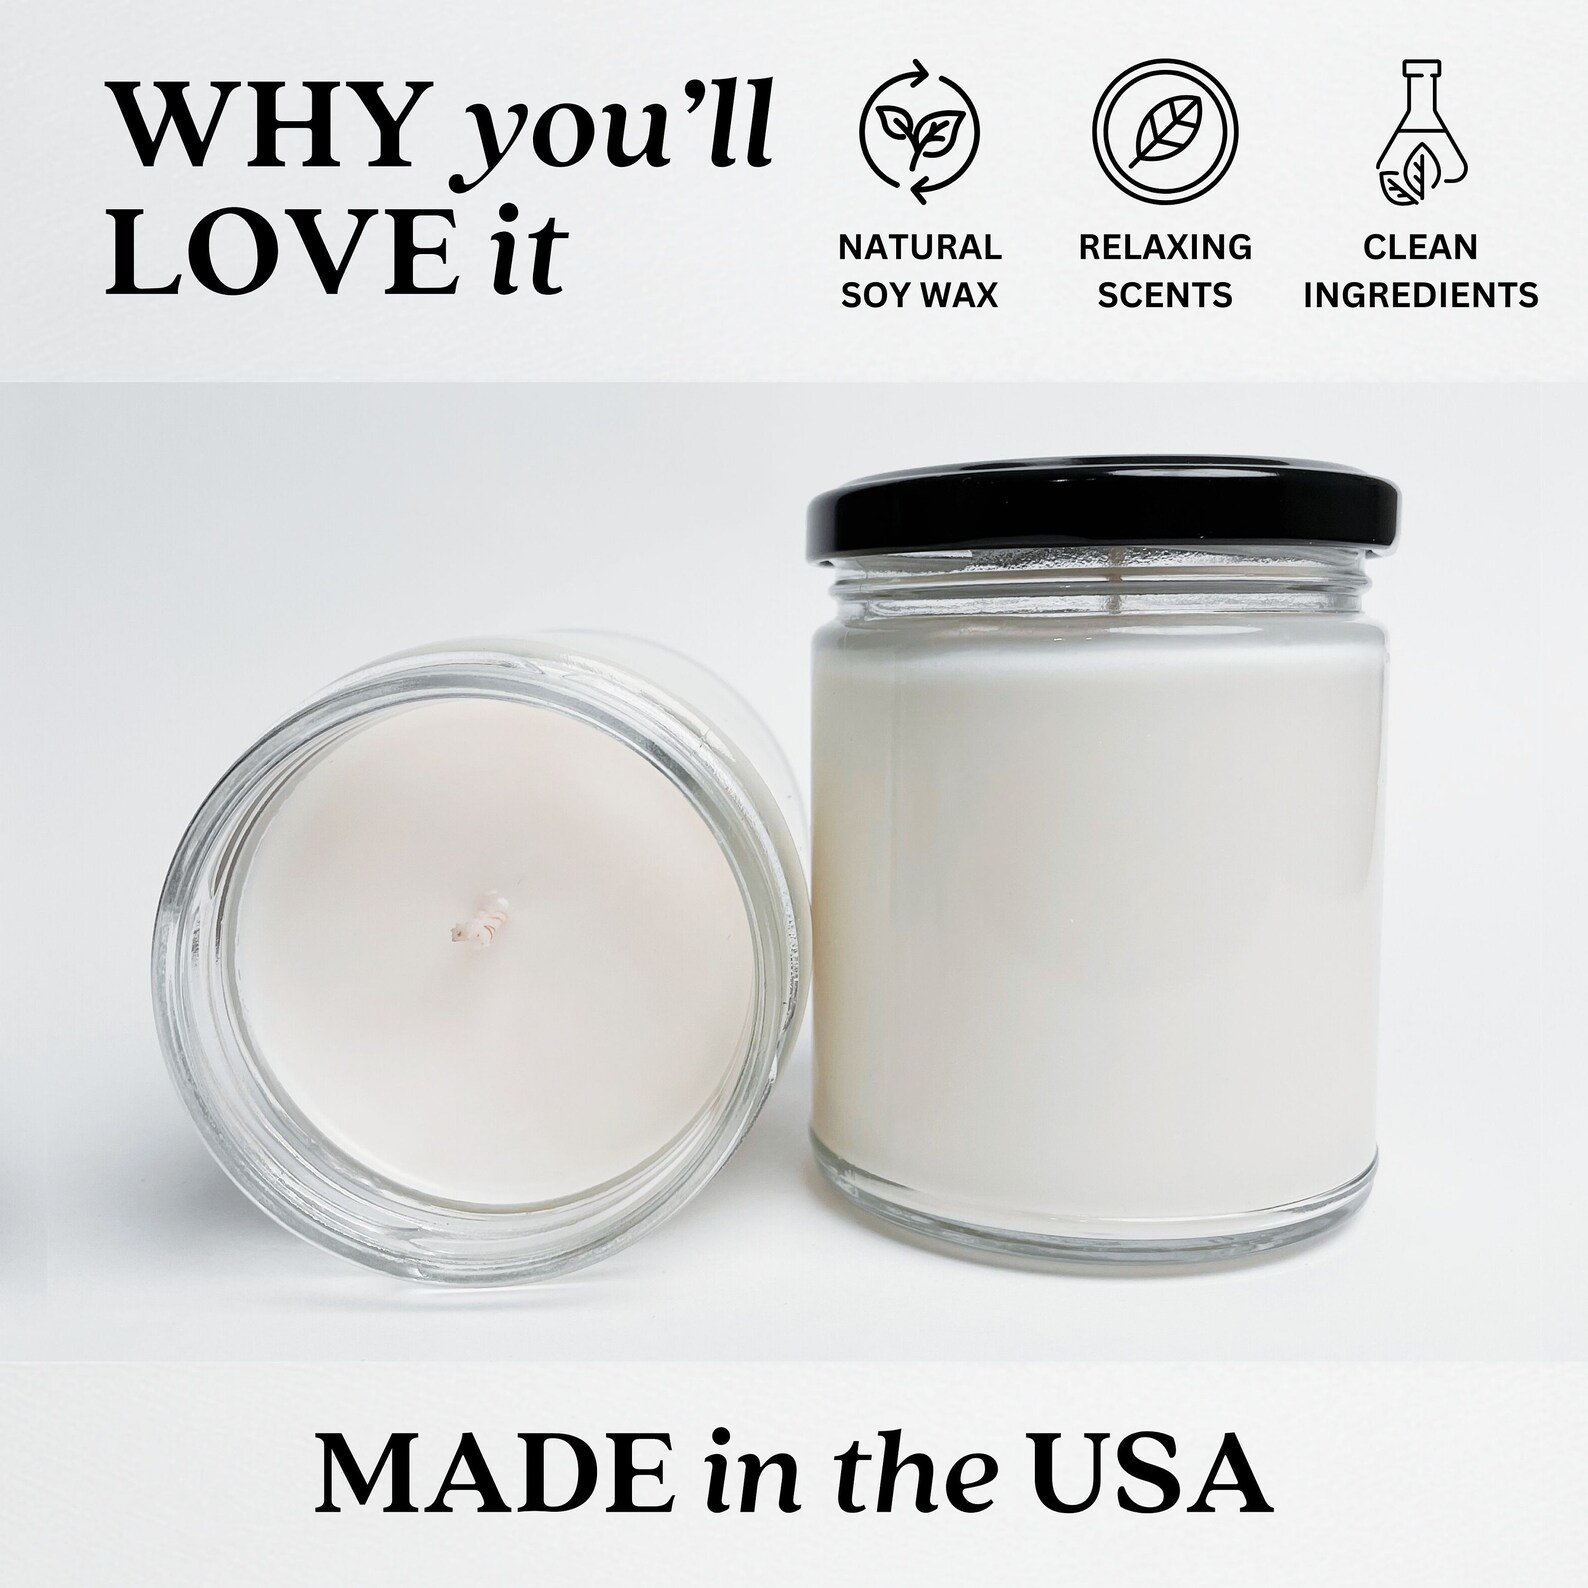 WHY you’ll
LOVE it
NATURAL
SOY WAX
RELAXING
SCENTS
CLEAN
INGREDIENTS
MADE in the USA